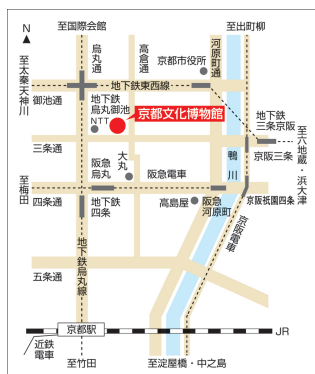 至国際会館
至出町柳
N
烏丸通
高倉通
河原町通
京都市役所
至太秦天神川
地下鉄東西線
御池通
地下鉄
烏丸御池
NTT
京都文化博物館
地下鉄
三条京阪
三条通
鴨川
京阪三条
至六地蔵・浜大津
阪急
烏丸
大丸
阪急電車
至梅田
四条通
地下鉄
四条
高島屋
阪急
河原町
京阪祇園四条
京阪電車
地下鉄烏丸線
五条通
京都駅
JR
近鉄
電車
至竹田
至淀屋橋・中之島